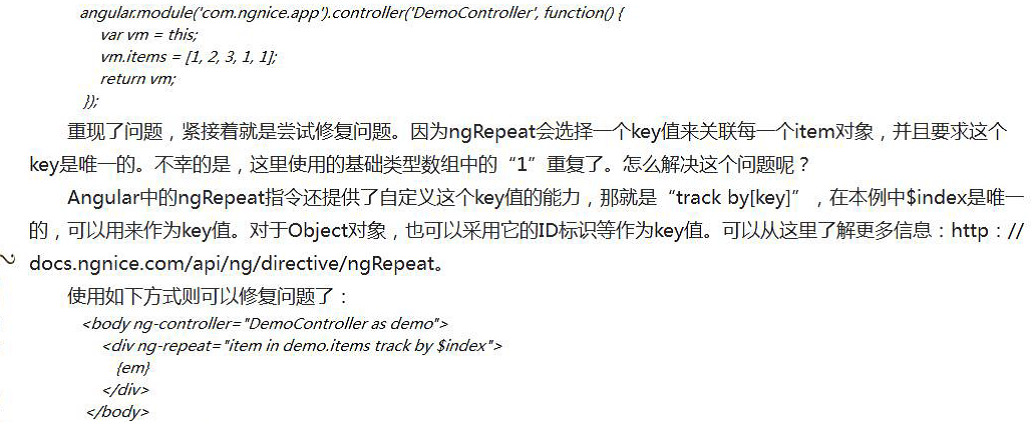 angular.module('com.ngnice.app').controller('DemoController', function() {
var vm = this;
vm.items = [1, 2, 3, 1, 1];
return vm;
});
重现了问题，紧接着就是尝试修复问题。因为ngRepeat会选择一个key值来关联每一个item对象，并且要求这个
key是唯一的。不幸的是，这里使用的基础类型数组中的“1”重复了。怎么解决这个问题呢？
Angular中的ngRepeat指令还提供了自定义这个key值的能力，那就是“track by[key]”，在本例中$index是唯一
的，可以用来作为key值。对于Object对象，也可以采用它的ID标识等作为key值。可以从这里了解更多信息：http：//
docs.ngnice.com/api/ng/directive/ngRepeat。
使用如下方式则可以修复问题了：
<body ng-controller="DemoController as demo">
<div ng-repeat="item in demo.items track by $index">
{em}
</div>
</body>